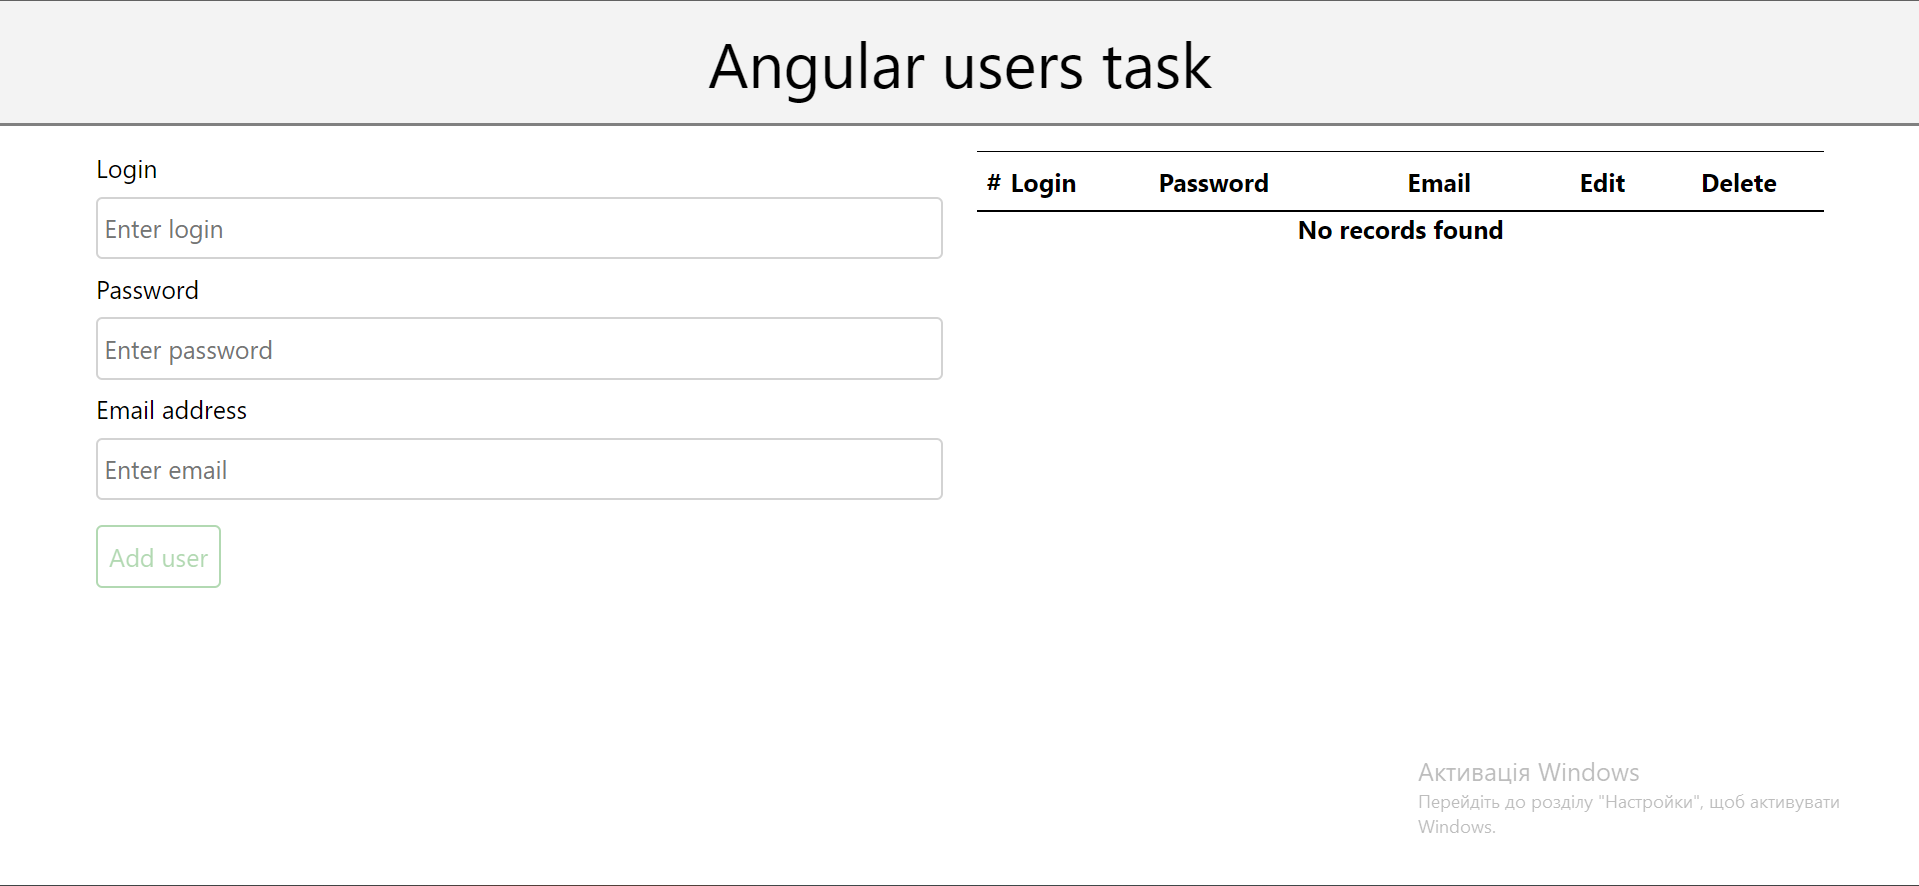 Angular users task
Login
Enter login
Password
Enter password
Email address
Enter email
Add user
# Login Password Email Edit Delete
No records found
Активація Windows
Перейдіть до розділу "Настройки", щоб активувати
Windows.